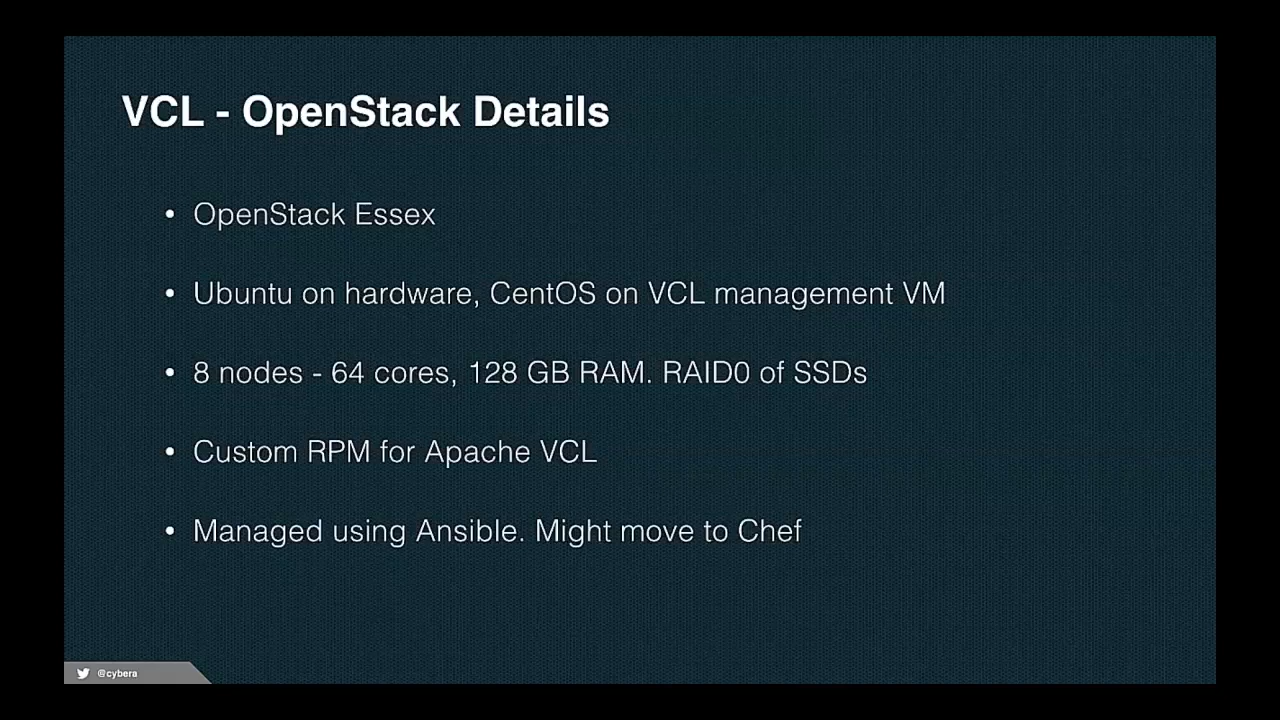 VCL - OpenStack Details
• OpenStack Essex
• Ubuntu on hardware, CentOS on VCL management VM
• 8 nodes - 64 cores, 128 GB RAM. RAID0 of SSDs
• Custom RPM for Apache VCL
• Managed using Ansible. Might move to Chef
@cybera